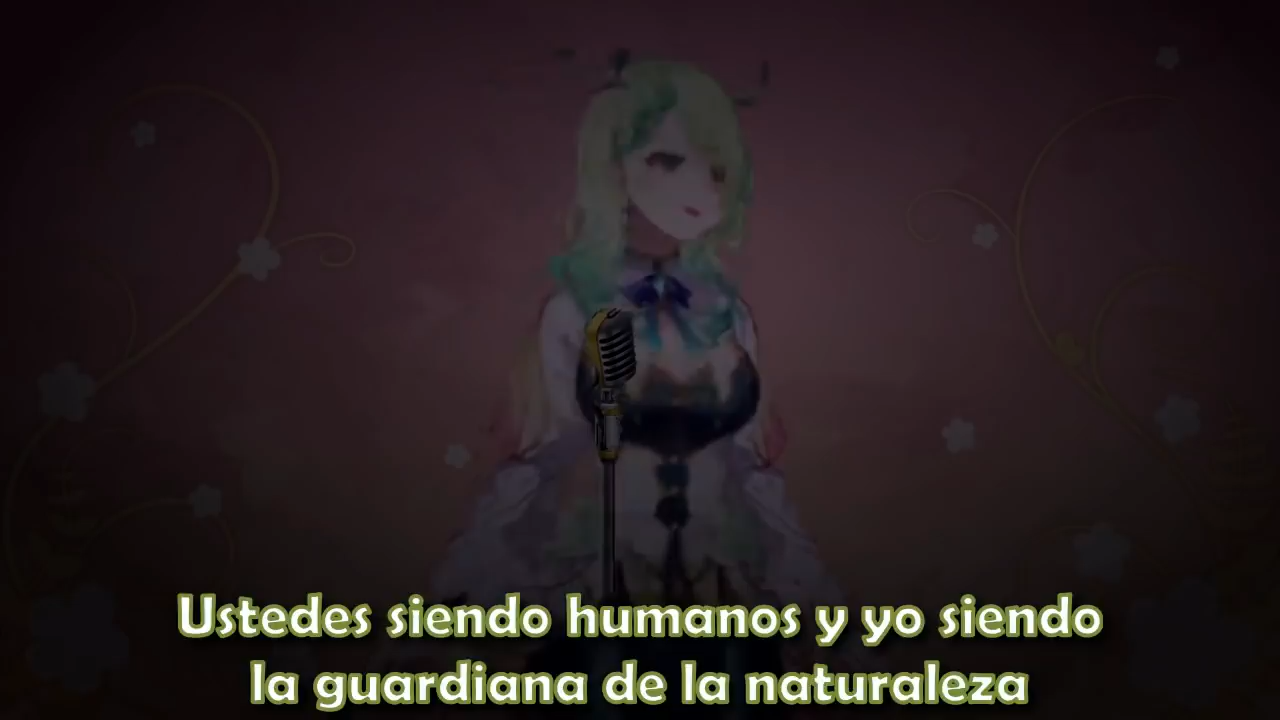 Ustedes siendo humanos y yo siendo
la guardiana de la naturaleza